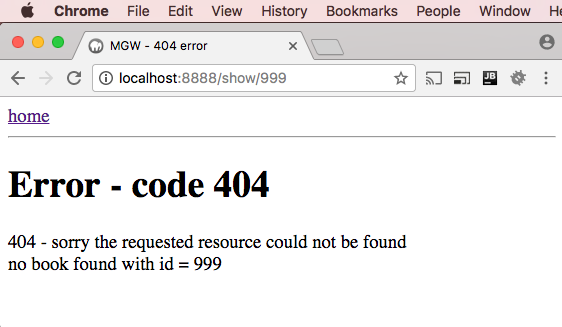 Chrome File Edit View History Bookmarks People Window He
MGW - 404 error
localhost:8888/show/999
JB
home
Error - code 404
404 - sorry the requested resource could not be found
no book found with id = 999